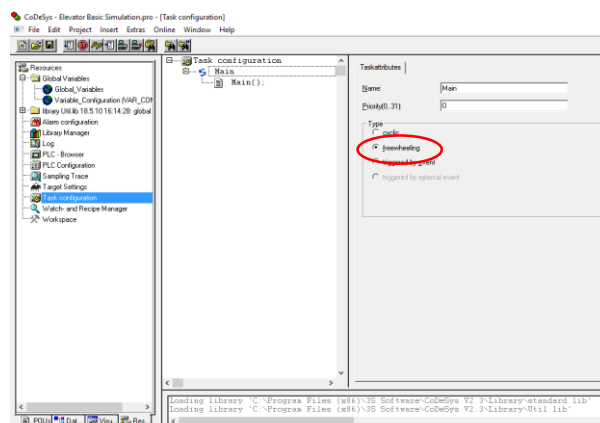 CoDeSys - Elevator Basic Simulation.pro - [Task configuration]
File Edit Project Insert Extras Online Window Help
Resources
Global Variables
Global_Variables
Variable_Configuration (VAR_CON
library Util.lib 18.5.10 16:14:28: global
Alarm configuration
Library Manager
Log
PLC - Browser
PLC Configuration
Sampling Trace
Target Settings
Task configuration
Watch- and Recipe Manager
Workspace
POUs Dat... Visu... Res...
Task configuration
Main
Main();
Taskattributes
Name: Main
Priority(0..31): 0
Type
cyclic
freewheeling
triggered by event
triggered by external event
Loading library 'C:\Program Files (x86)\3S Software\CoDeSys V2.3\Library\standard.lib'
Loading library 'C:\Program Files (x86)\3S Software\CoDeSys V2.3\Library\Util.lib'